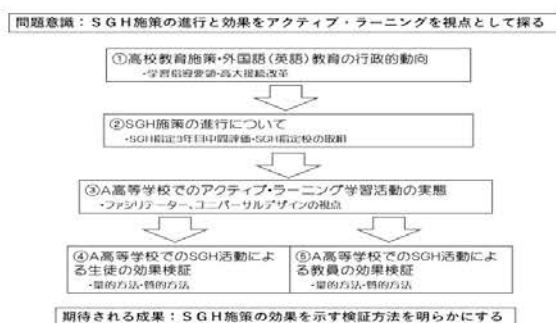 問題意識：ＳＧＨ施策の進行と効果をアクティブ・ラーニングを視点として探る
①高校教育施策・外国語(英語)教育の行政的動向
・学習指導要領・高大接続改革
②SGH施策の進行について
・SGH指定3年目中間評価・SGH指定校の取組
③A高等学校でのアクティブ・ラーニング学習活動の実態
・ファシリテーター、ユニバーサルデザインの視点
④A高等学校でのSGH活動によ
る生徒の効果検証
・量的方法・質的方法
⑤A高等学校でのSGH活動によ
る教員の効果検証
・量的方法・質的方法
期待される成果：ＳＧＨ施策の効果を示す検証方法を明らかにする